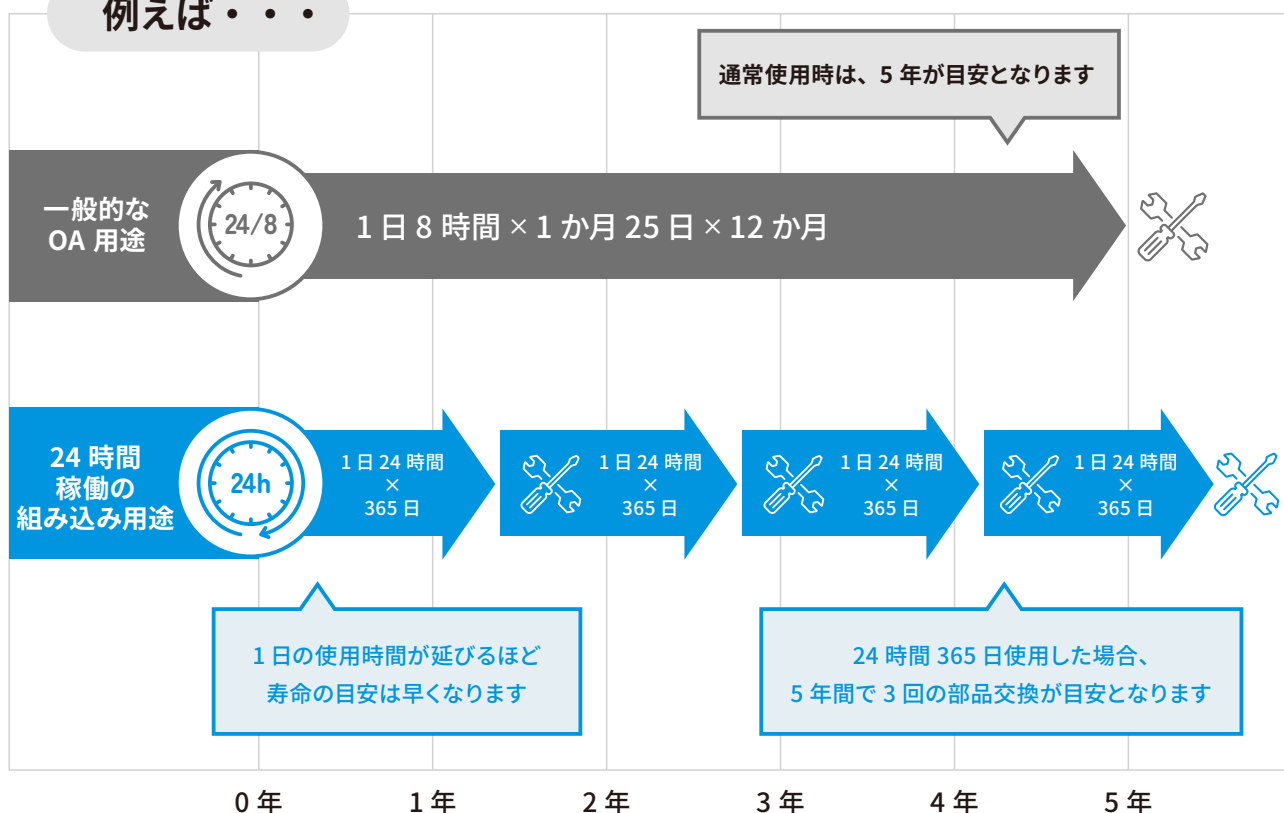 例えば・・・
通常使用時は、5 年が目安となります
一般的な
OA 用途
24/8
1 日 8 時間 × 1 か月 25 日 × 12 か月
24 時間
稼働の
組み込み用途
24h
1 日 24 時間
×
365 日
1 日 24 時間
×
365 日
1 日 24 時間
×
365 日
1 日 24 時間
×
365 日
1 日の使用時間が延びるほど
寿命の目安は早くなります
24 時間 365 日使用した場合、
5 年間で 3 回の部品交換が目安となります
0 年
1 年
2 年
3 年
4 年
5 年